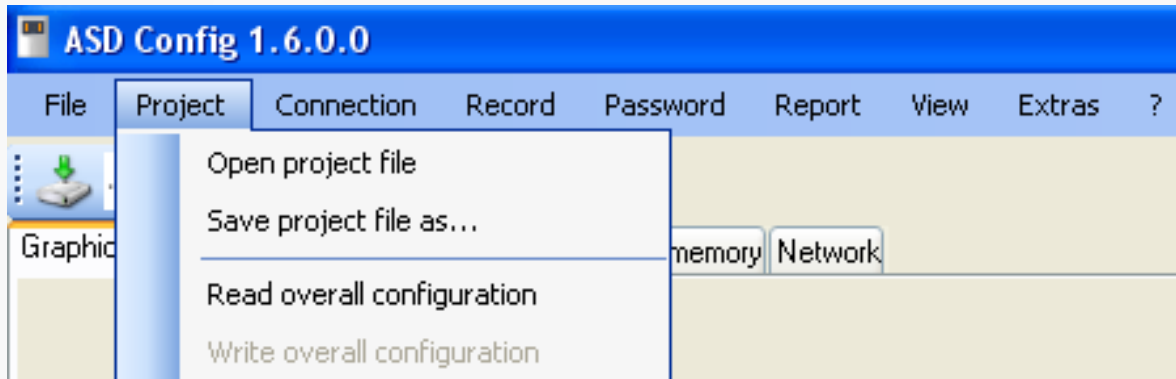 ASD Config 1.6.0.0
File Project Connection Record Password Report View Extras ?
Open project file
Save project file as...
Graphic memory Network
Read overall configuration
Write overall configuration